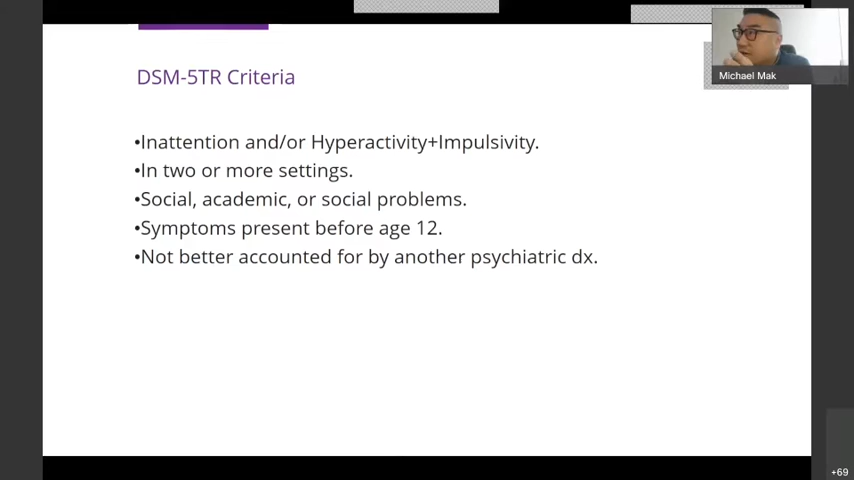 DSM-5TR Criteria
•Inattention and/or Hyperactivity+Impulsivity.
•In two or more settings.
•Social, academic, or social problems.
•Symptoms present before age 12.
•Not better accounted for by another psychiatric dx.
Michael Mak
+69